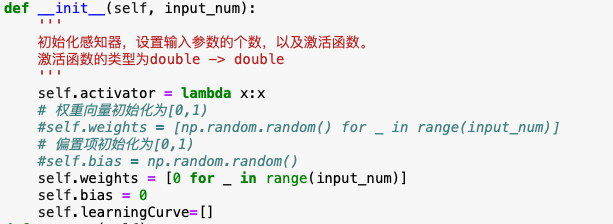 def __init__(self, input_num):
'''
初始化感知器，设置输入参数的个数，以及激活函数。
激活函数的类型为double -> double
'''
self.activator = lambda x:x
# 权重向量初始化为[0,1)
#self.weights = [np.random.random() for _ in range(input_num)]
# 偏置项初始化为[0,1)
#self.bias = np.random.random()
self.weights = [0 for _ in range(input_num)]
self.bias = 0
self.learningCurve=[]